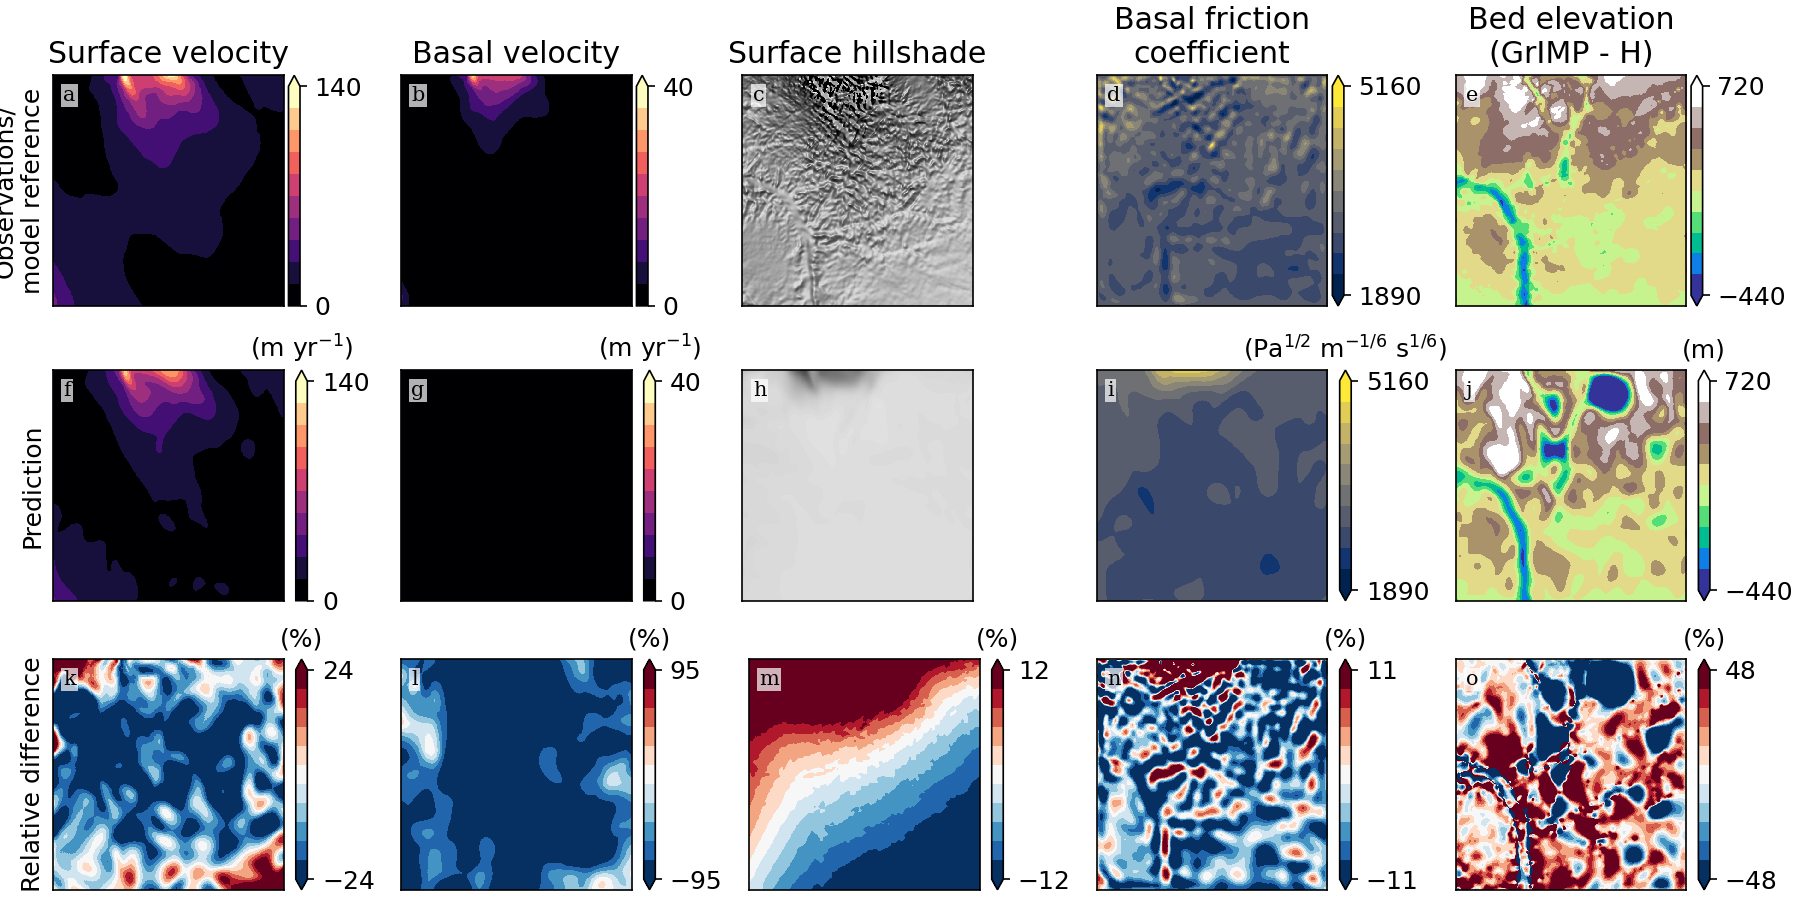 Surface velocity
Basal velocity
Surface hillshade
Basal friction
coefficient
Bed elevation
(GrIMP - H)
Observations/
model reference
a
140
0
b
40
0
c
d
5160
1890
e
720
−440
(m yr⁻¹)
(m yr⁻¹)
(Pa^1/2 m^−1/6 s^1/6)
(m)
Prediction
f
140
0
g
40
0
h
i
5160
1890
j
720
−440
(%)
(%)
(%)
(%)
(%)
Relative difference
k
24
−24
l
95
−95
m
12
−12
n
11
−11
o
48
−48